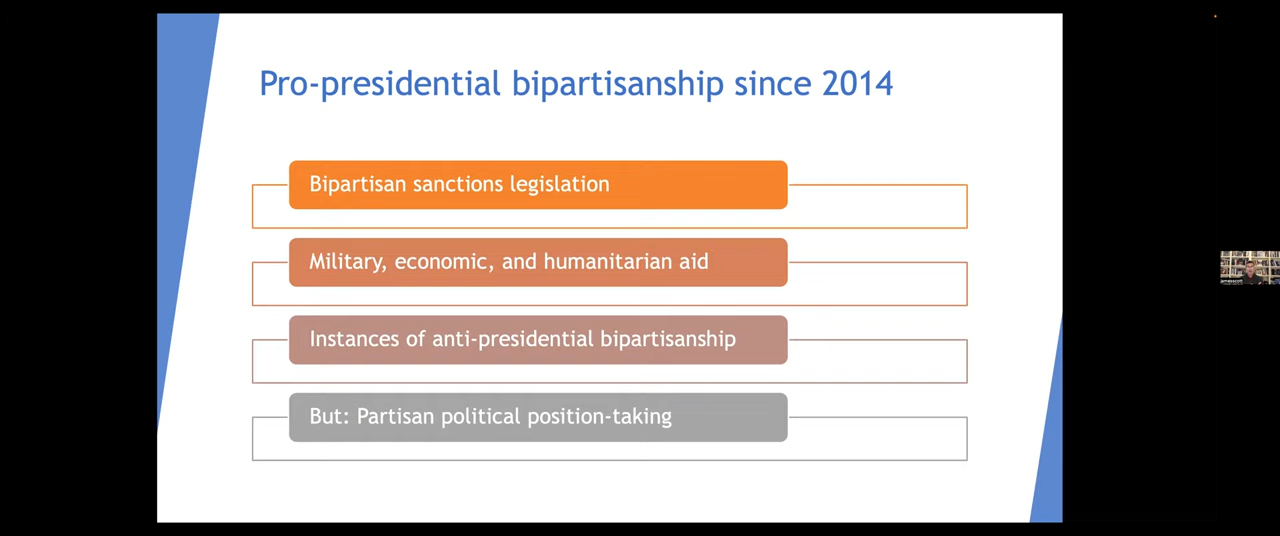 Pro-presidential bipartisanship since 2014
Bipartisan sanctions legislation
Military, economic, and humanitarian aid
Instances of anti-presidential bipartisanship
But: Partisan political position-taking